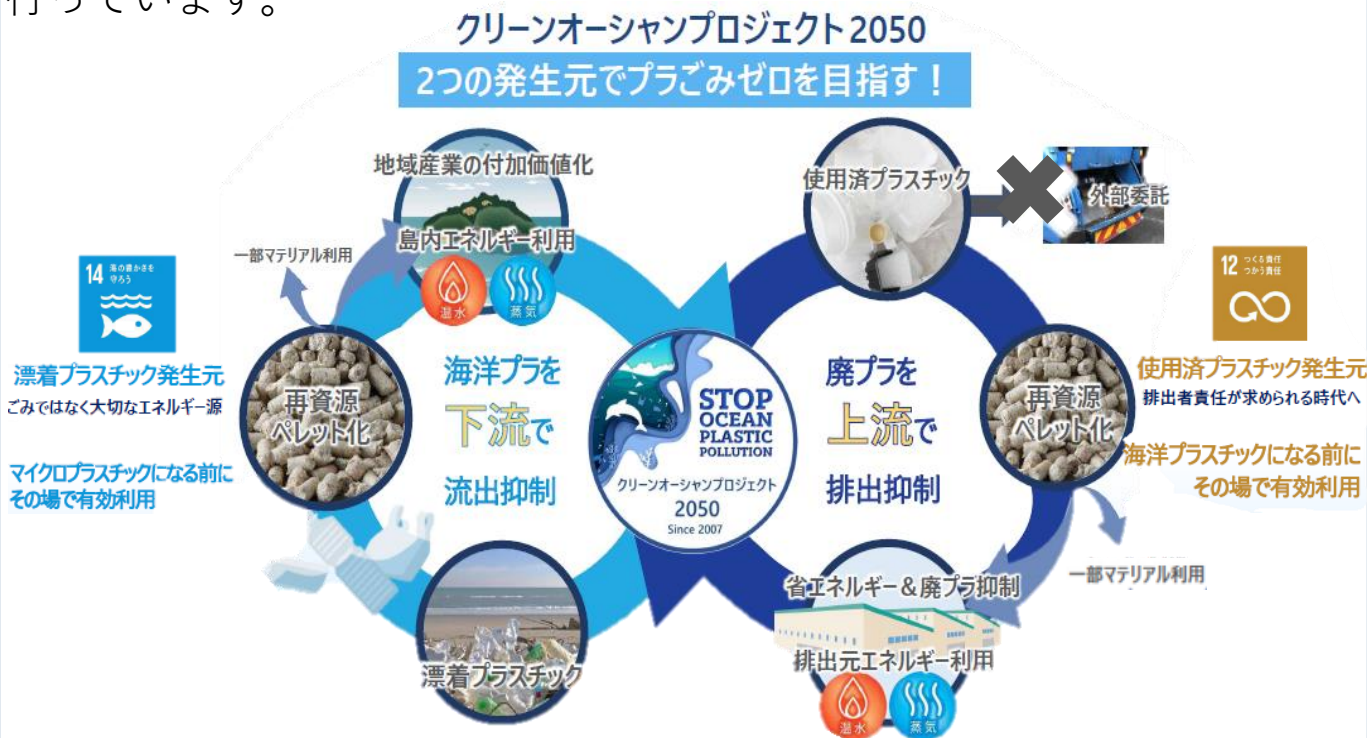 行っています。
クリーンオーシャンプロジェクト2050
2つの発生元でプラごみゼロを目指す！
地域産業の付加価値化
島内エネルギー利用
温水
蒸気
一部マテリアル利用
14 海の豊かさを
守ろう
漂着プラスチック発生元
ごみではなく大切なエネルギー源
マイクロプラスチックになる前に
その場で有効利用
再資源
ペレット化
海洋プラを
下流で
流出抑制
漂着プラスチック
STOP
OCEAN
PLASTIC
POLLUTION
クリーンオーシャンプロジェクト
2050
Since 2007
使用済プラスチック
外部委託
廃プラを
上流で
排出抑制
再資源
ペレット化
12 つくる責任
つかう責任
使用済プラスチック発生元
排出者責任が求められる時代へ
海洋プラスチックになる前に
その場で有効利用
一部マテリアル利用
省エネルギー＆廃プラ抑制
排出元エネルギー利用
温水
蒸気